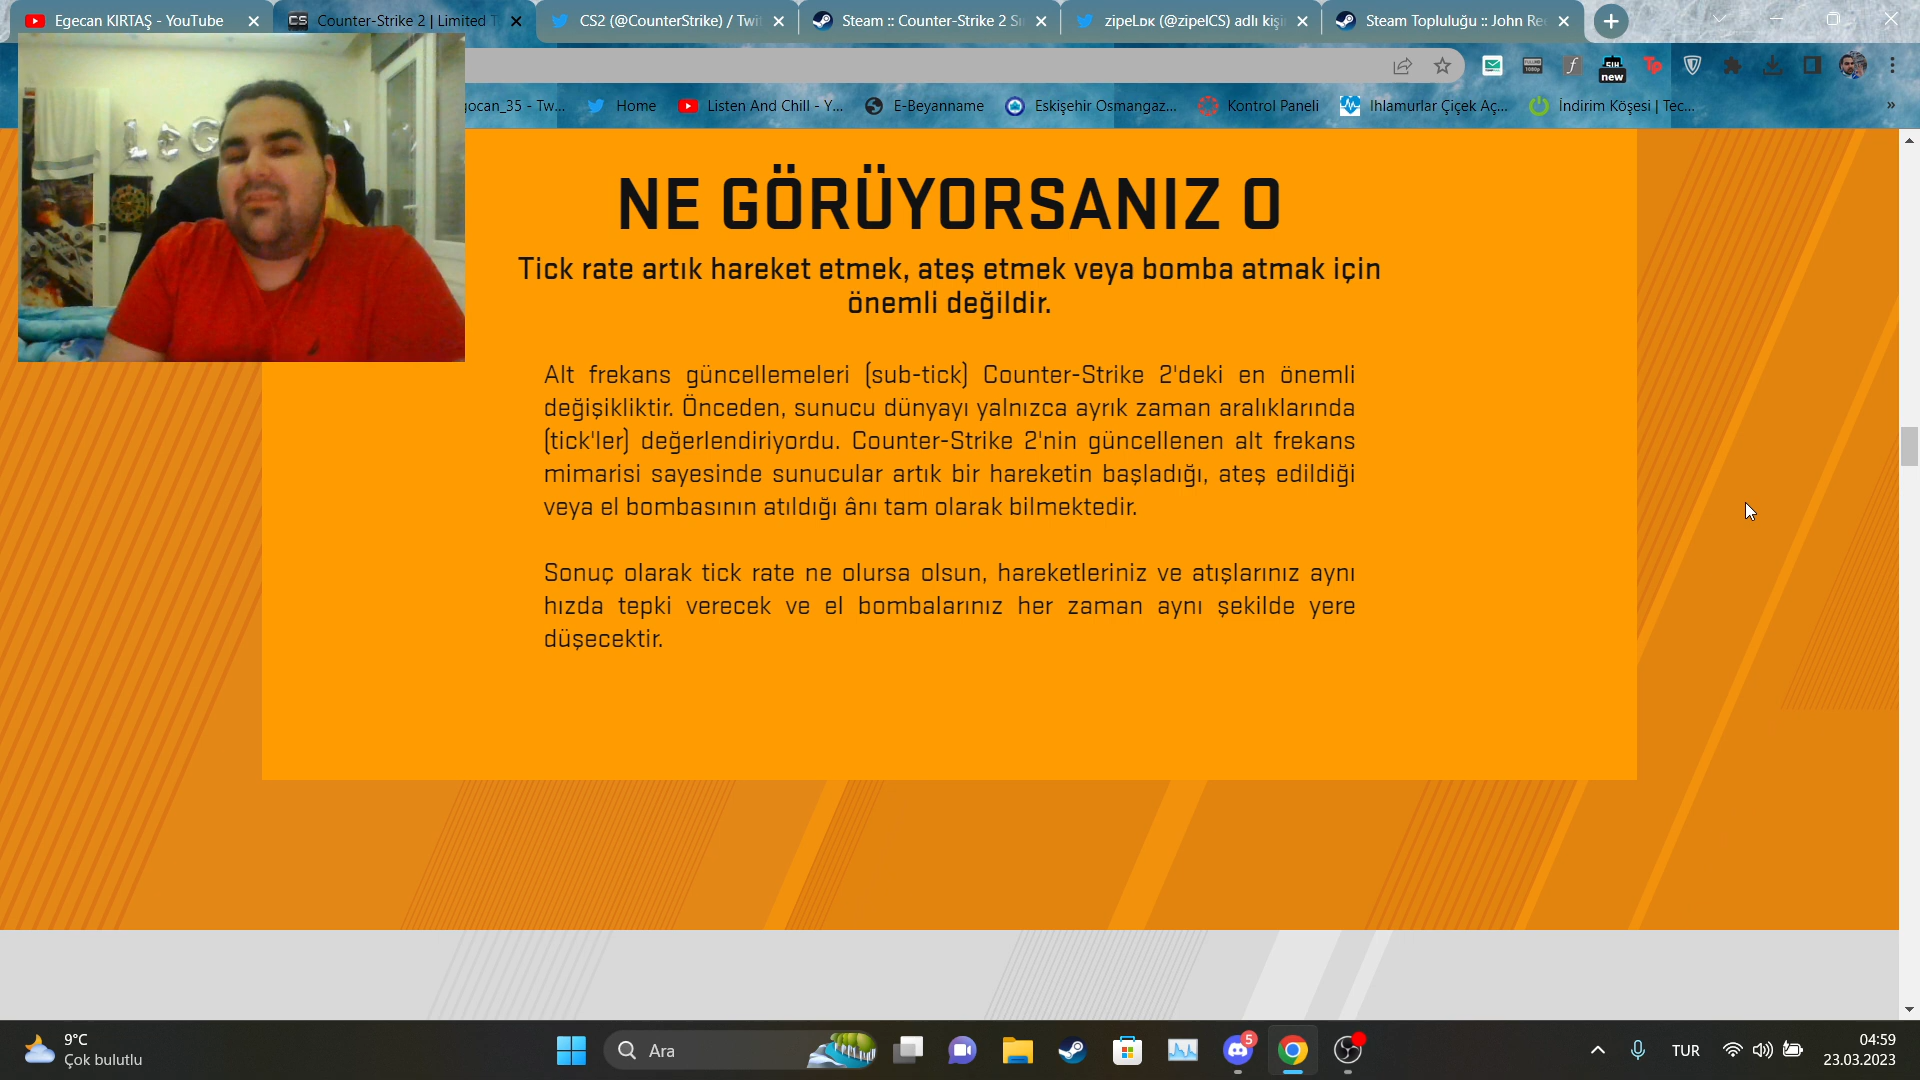 Egecan KIRTAŞ - YouTube
Counter-Strike 2 | Limited T
CS2 (@CounterStrike) / Twi
Steam :: Counter-Strike 2 Sı
zipeLʙĸ (@zipelCS) adlı kişi
Steam Topluluğu :: John Re
new
gocan_35 - Tw...
Home
Listen And Chill - Y...
E-Beyanname
Eskişehir Osmangaz...
Kontrol Paneli
Ihlamurlar Çiçek Aç...
İndirim Köşesi | Tec...
»
NE GÖRÜYORSANIZ O
Tick rate artık hareket etmek, ateş etmek veya bomba atmak için
önemli değildir.
Alt frekans güncellemeleri (sub-tick) Counter-Strike 2'deki en önemli
değişikliktir. Önceden, sunucu dünyayı yalnızca ayrık zaman aralıklarında
(tick'ler) değerlendiriyordu. Counter-Strike 2'nin güncellenen alt frekans
mimarisi sayesinde sunucular artık bir hareketin başladığı, ateş edildiği
veya el bombasının atıldığı ânı tam olarak bilmektedir.
Sonuç olarak tick rate ne olursa olsun, hareketleriniz ve atışlarınız aynı
hızda tepki verecek ve el bombalarınız her zaman aynı şekilde yere
düşecektir.
9°C
Çok bulutlu
Ara
5
TUR
04:59
23.03.2023